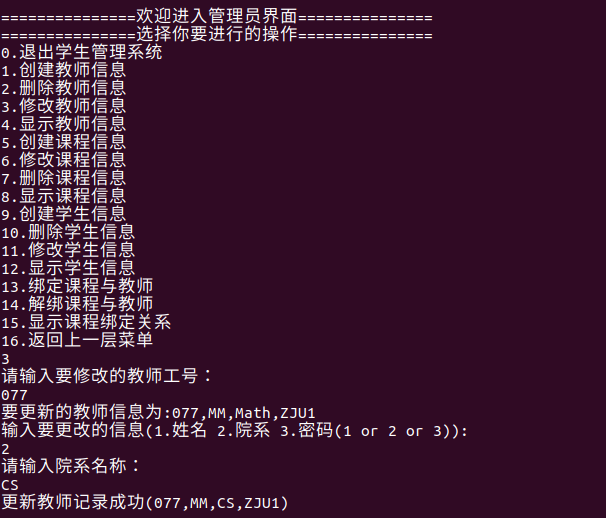 ===============欢迎进入管理员界面===============
===============选择你要进行的操作===============
0.退出学生管理系统
1.创建教师信息
2.删除教师信息
3.修改教师信息
4.显示教师信息
5.创建课程信息
6.修改课程信息
7.删除课程信息
8.显示课程信息
9.创建学生信息
10.删除学生信息
11.修改学生信息
12.显示学生信息
13.绑定课程与教师
14.解绑课程与教师
15.显示课程绑定关系
16.返回上一层菜单
3
请输入要修改的教师工号：
077
要更新的教师信息为:077,MM,Math,ZJU1
输入要更改的信息(1.姓名 2.院系 3.密码(1 or 2 or 3)):
2
请输入院系名称：
CS
更新教师记录成功(077,MM,CS,ZJU1)